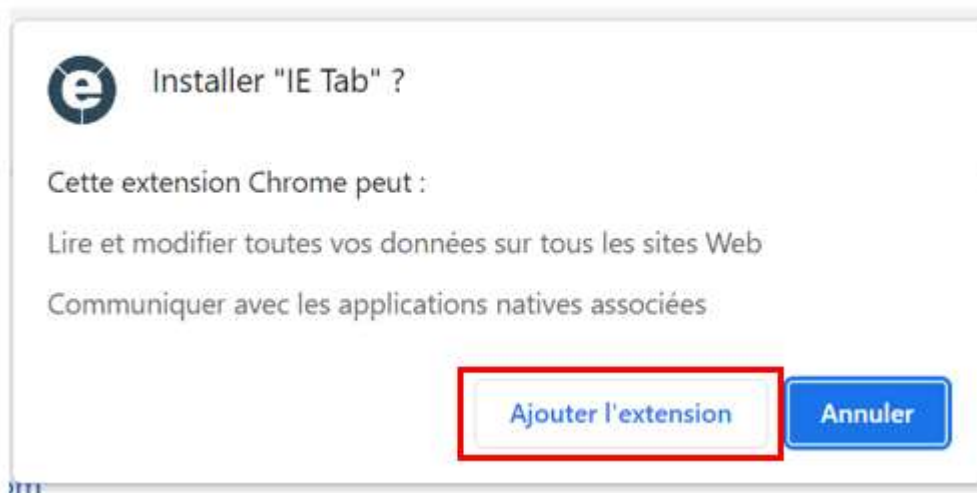 Installer "IE Tab" ?
Cette extension Chrome peut :
Lire et modifier toutes vos données sur tous les sites Web
Communiquer avec les applications natives associées
Ajouter l'extension
Annuler